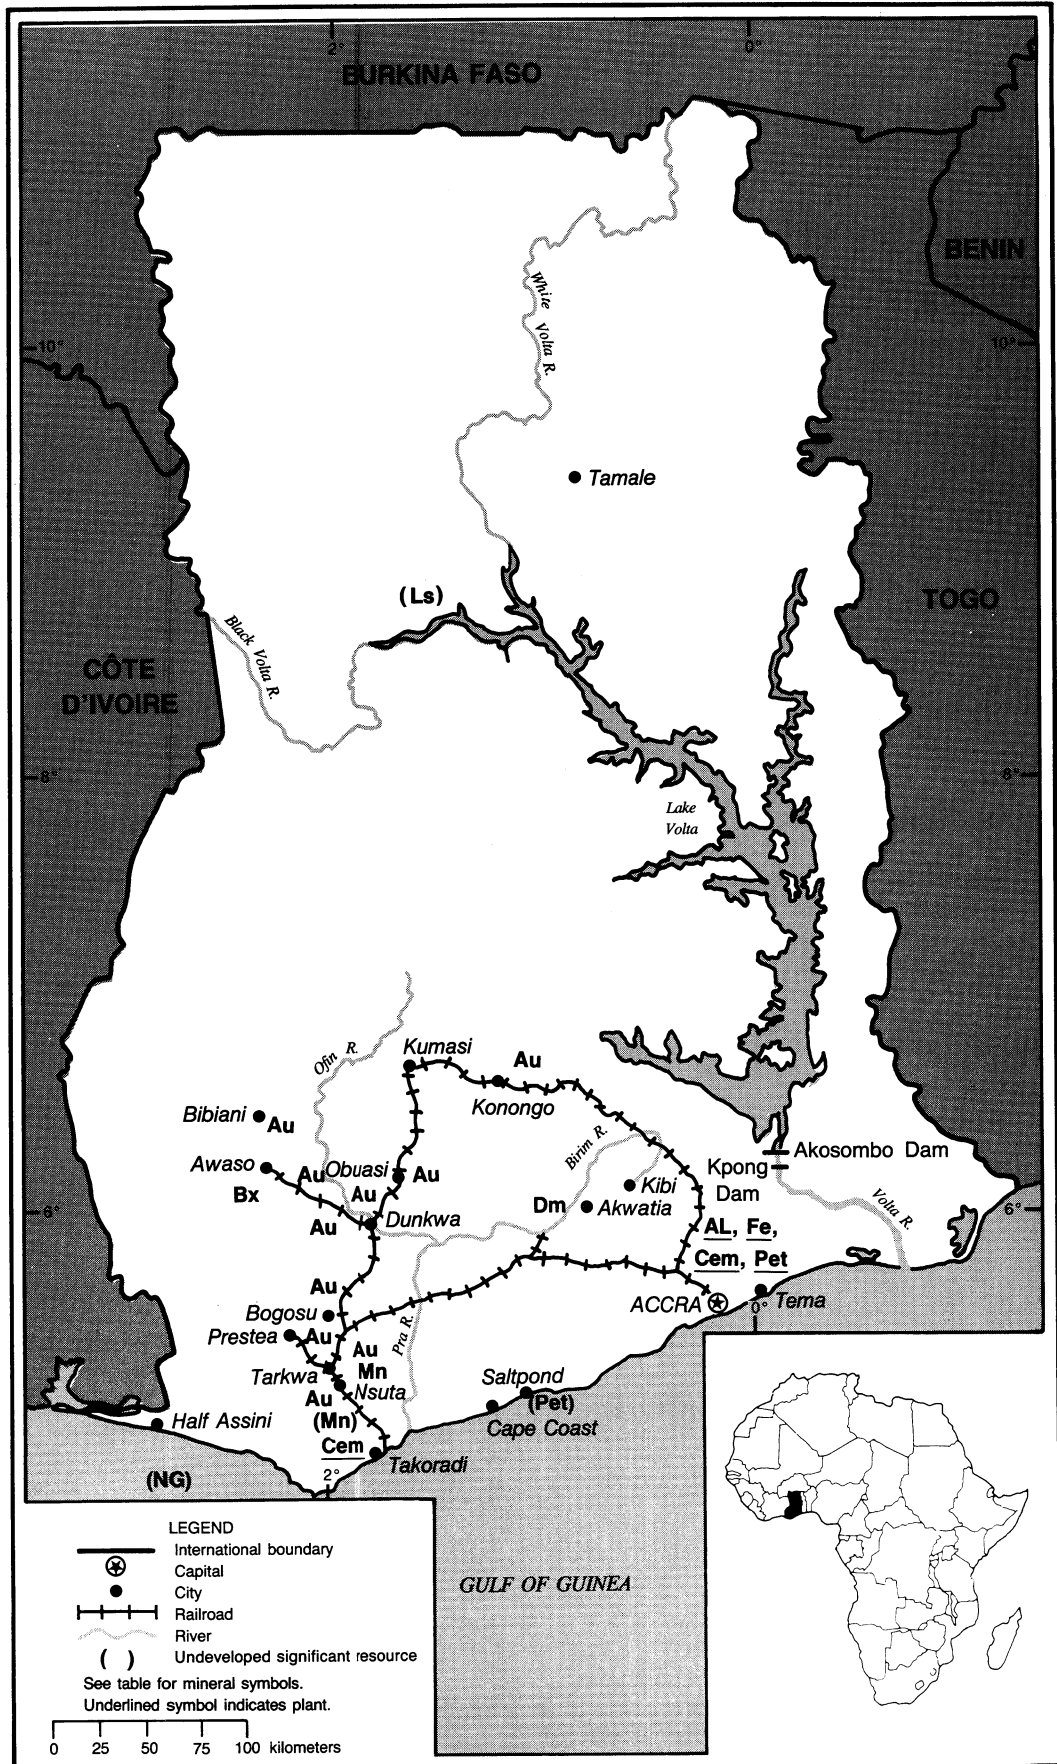 2°
0°
BURKINA FASO
BENIN
White Volta R.
10°
10°
Tamale
(Ls)
TOGO
Black Volta R.
CÔTE
D'IVOIRE
8°
8°
Lake
Volta
Ofin R.
Kumasi
Au
Konongo
Bibiani
Au
Birim R.
Akosombo Dam
Awaso
Au
Obuasi
Au
Kpong
Dam
Bx
Au
Kibi
Volta R.
Dm
Akwatia
6°
6°
Au
Dunkwa
AL, Fe,
Cem, Pet
Au
Bogosu
ACCRA
0°
Tema
Prestea
Au
Pra R.
Au
Mn
Tarkwa
Nsuta
Saltpond
Au
(Mn)
(Pet)
Half Assini
Cape Coast
Cem
Takoradi
(NG)
2°
LEGEND
International boundary
Capital
City
Railroad
River
( ) Undeveloped significant resource
See table for mineral symbols.
Underlined symbol indicates plant.
0 25 50 75 100 kilometers
GULF OF GUINEA